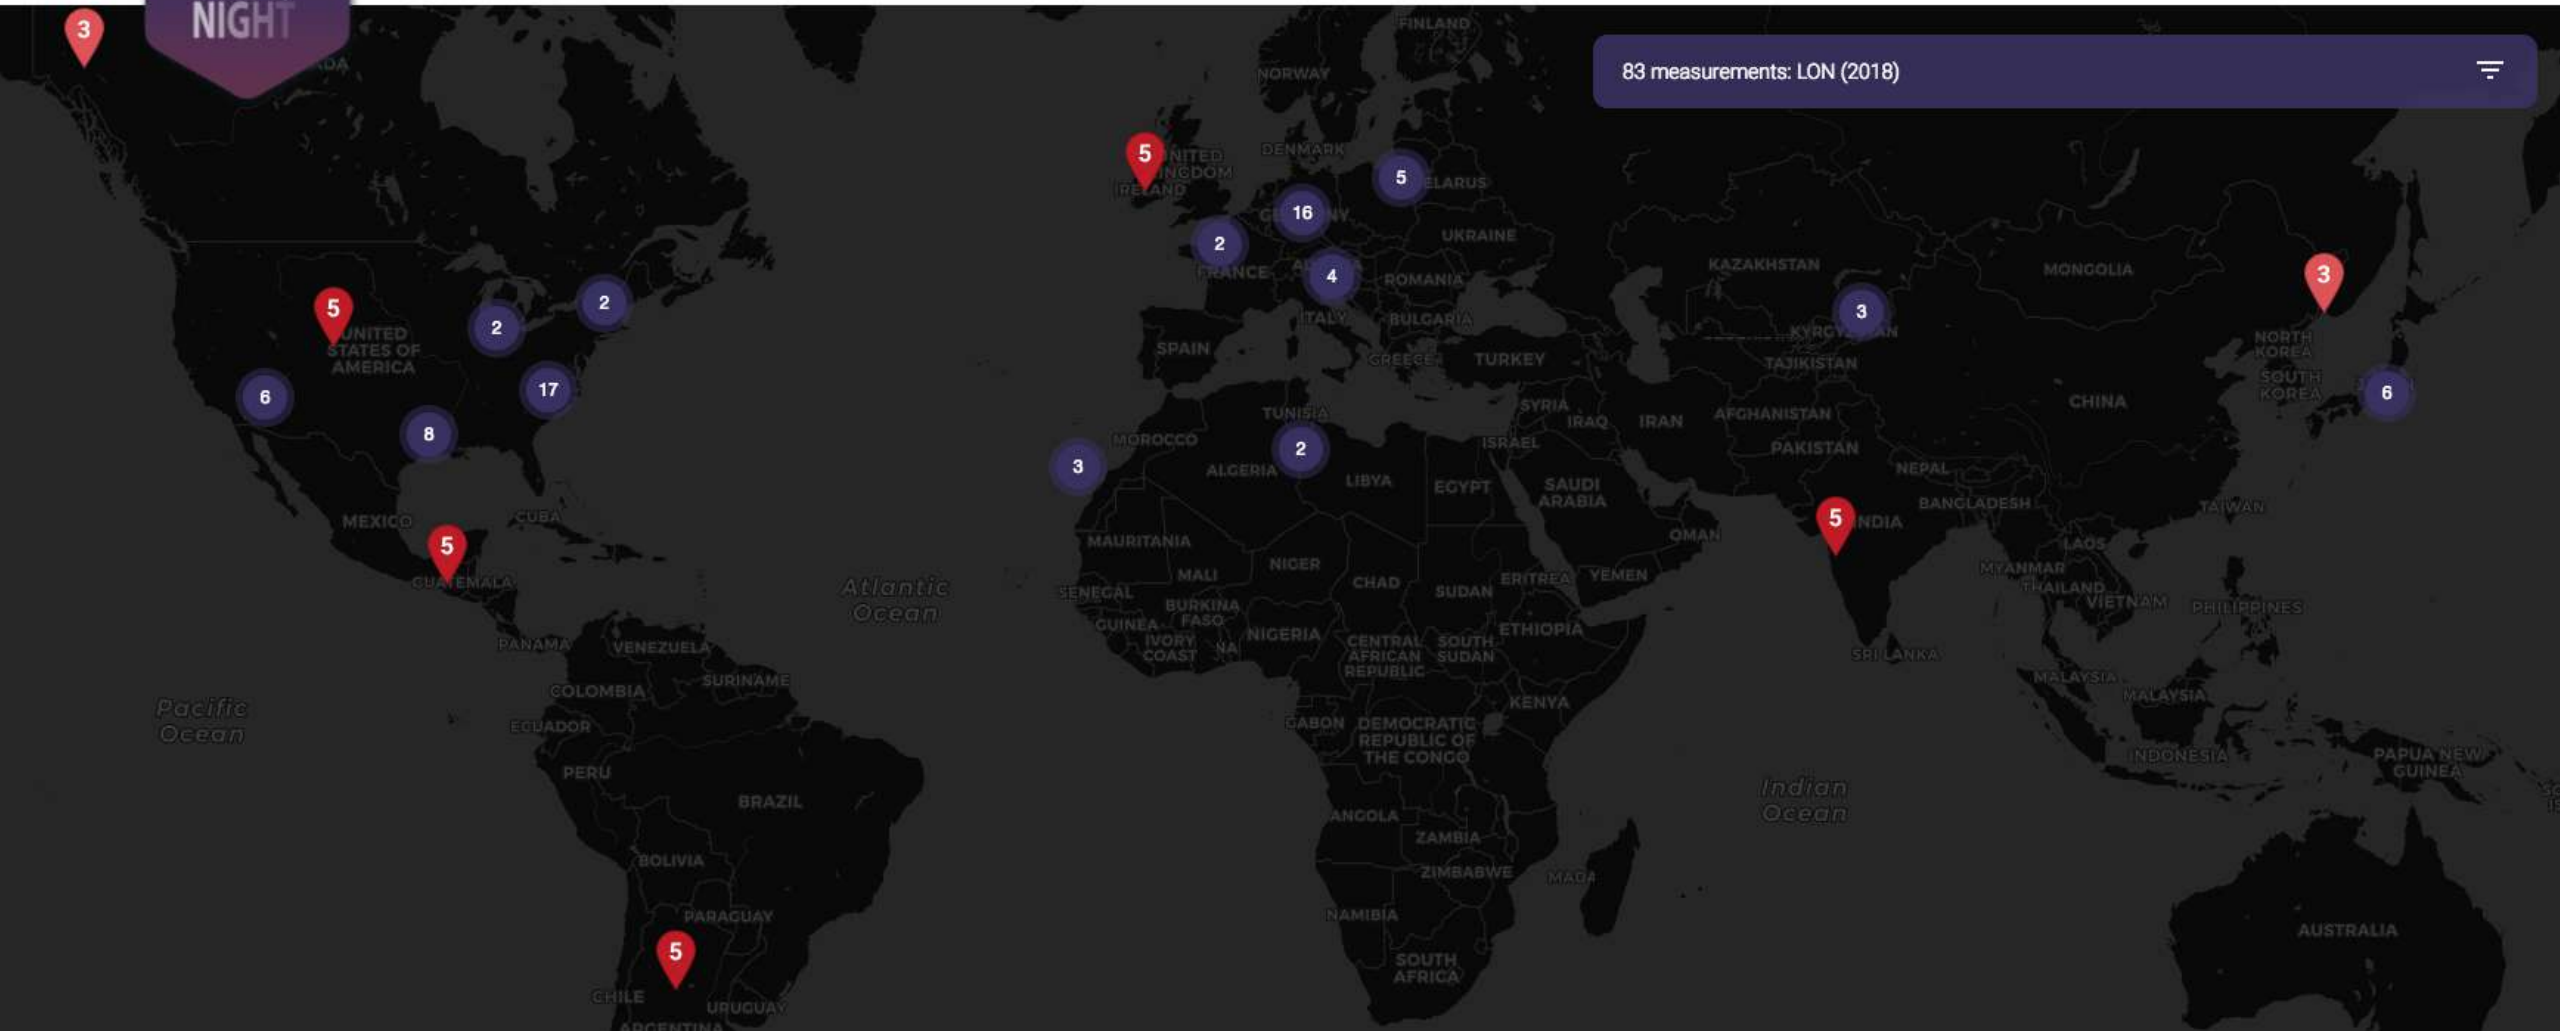 NIGHT
83 measurements: LON (2018)
3
5
6
8
2
2
17
5
5
5
5
16
2
4
3
2
3
5
3
6
FINLAND
NORWAY
DENMARK
IRELAND
UKRAINE
FRANCE
ROMANIA
ITALY
BULGARIA
SPAIN
GREECE
TURKEY
KAZAKHSTAN
MONGOLIA
TAJIKISTAN
NORTH
KOREA
SOUTH
KOREA
CHINA
UNITED
STATES OF
AMERICA
MEXICO
CUBA
GUATEMALA
PANAMA
VENEZUELA
COLOMBIA
SURINAME
ECUADOR
PERU
BRAZIL
BOLIVIA
PARAGUAY
CHILE
URUGUAY
ARGENTINA
Atlantic
Ocean
Pacific
Ocean
TUNISIA
MOROCCO
ALGERIA
LIBYA
EGYPT
ISRAEL
SYRIA
IRAQ
IRAN
AFGHANISTAN
PAKISTAN
NEPAL
BANGLADESH
INDIA
SAUDI
ARABIA
OMAN
YEMEN
MAURITANIA
MALI
NIGER
CHAD
SUDAN
ERITREA
SENEGAL
BURKINA
FASO
GUINEA
IVORY
COAST
NA
NIGERIA
CENTRAL
AFRICAN
REPUBLIC
SOUTH
SUDAN
ETHIOPIA
KENYA
GABON
DEMOCRATIC
REPUBLIC OF
THE CONGO
ANGOLA
ZAMBIA
ZIMBABWE
MADA
NAMIBIA
SOUTH
AFRICA
Indian
Ocean
TAIWAN
LAOS
MYANMAR
THAILAND
VIETNAM
PHILIPPINES
SRI LANKA
MALAYSIA
MALAYSIA
INDONESIA
PAPUA NEW
GUINEA
AUSTRALIA